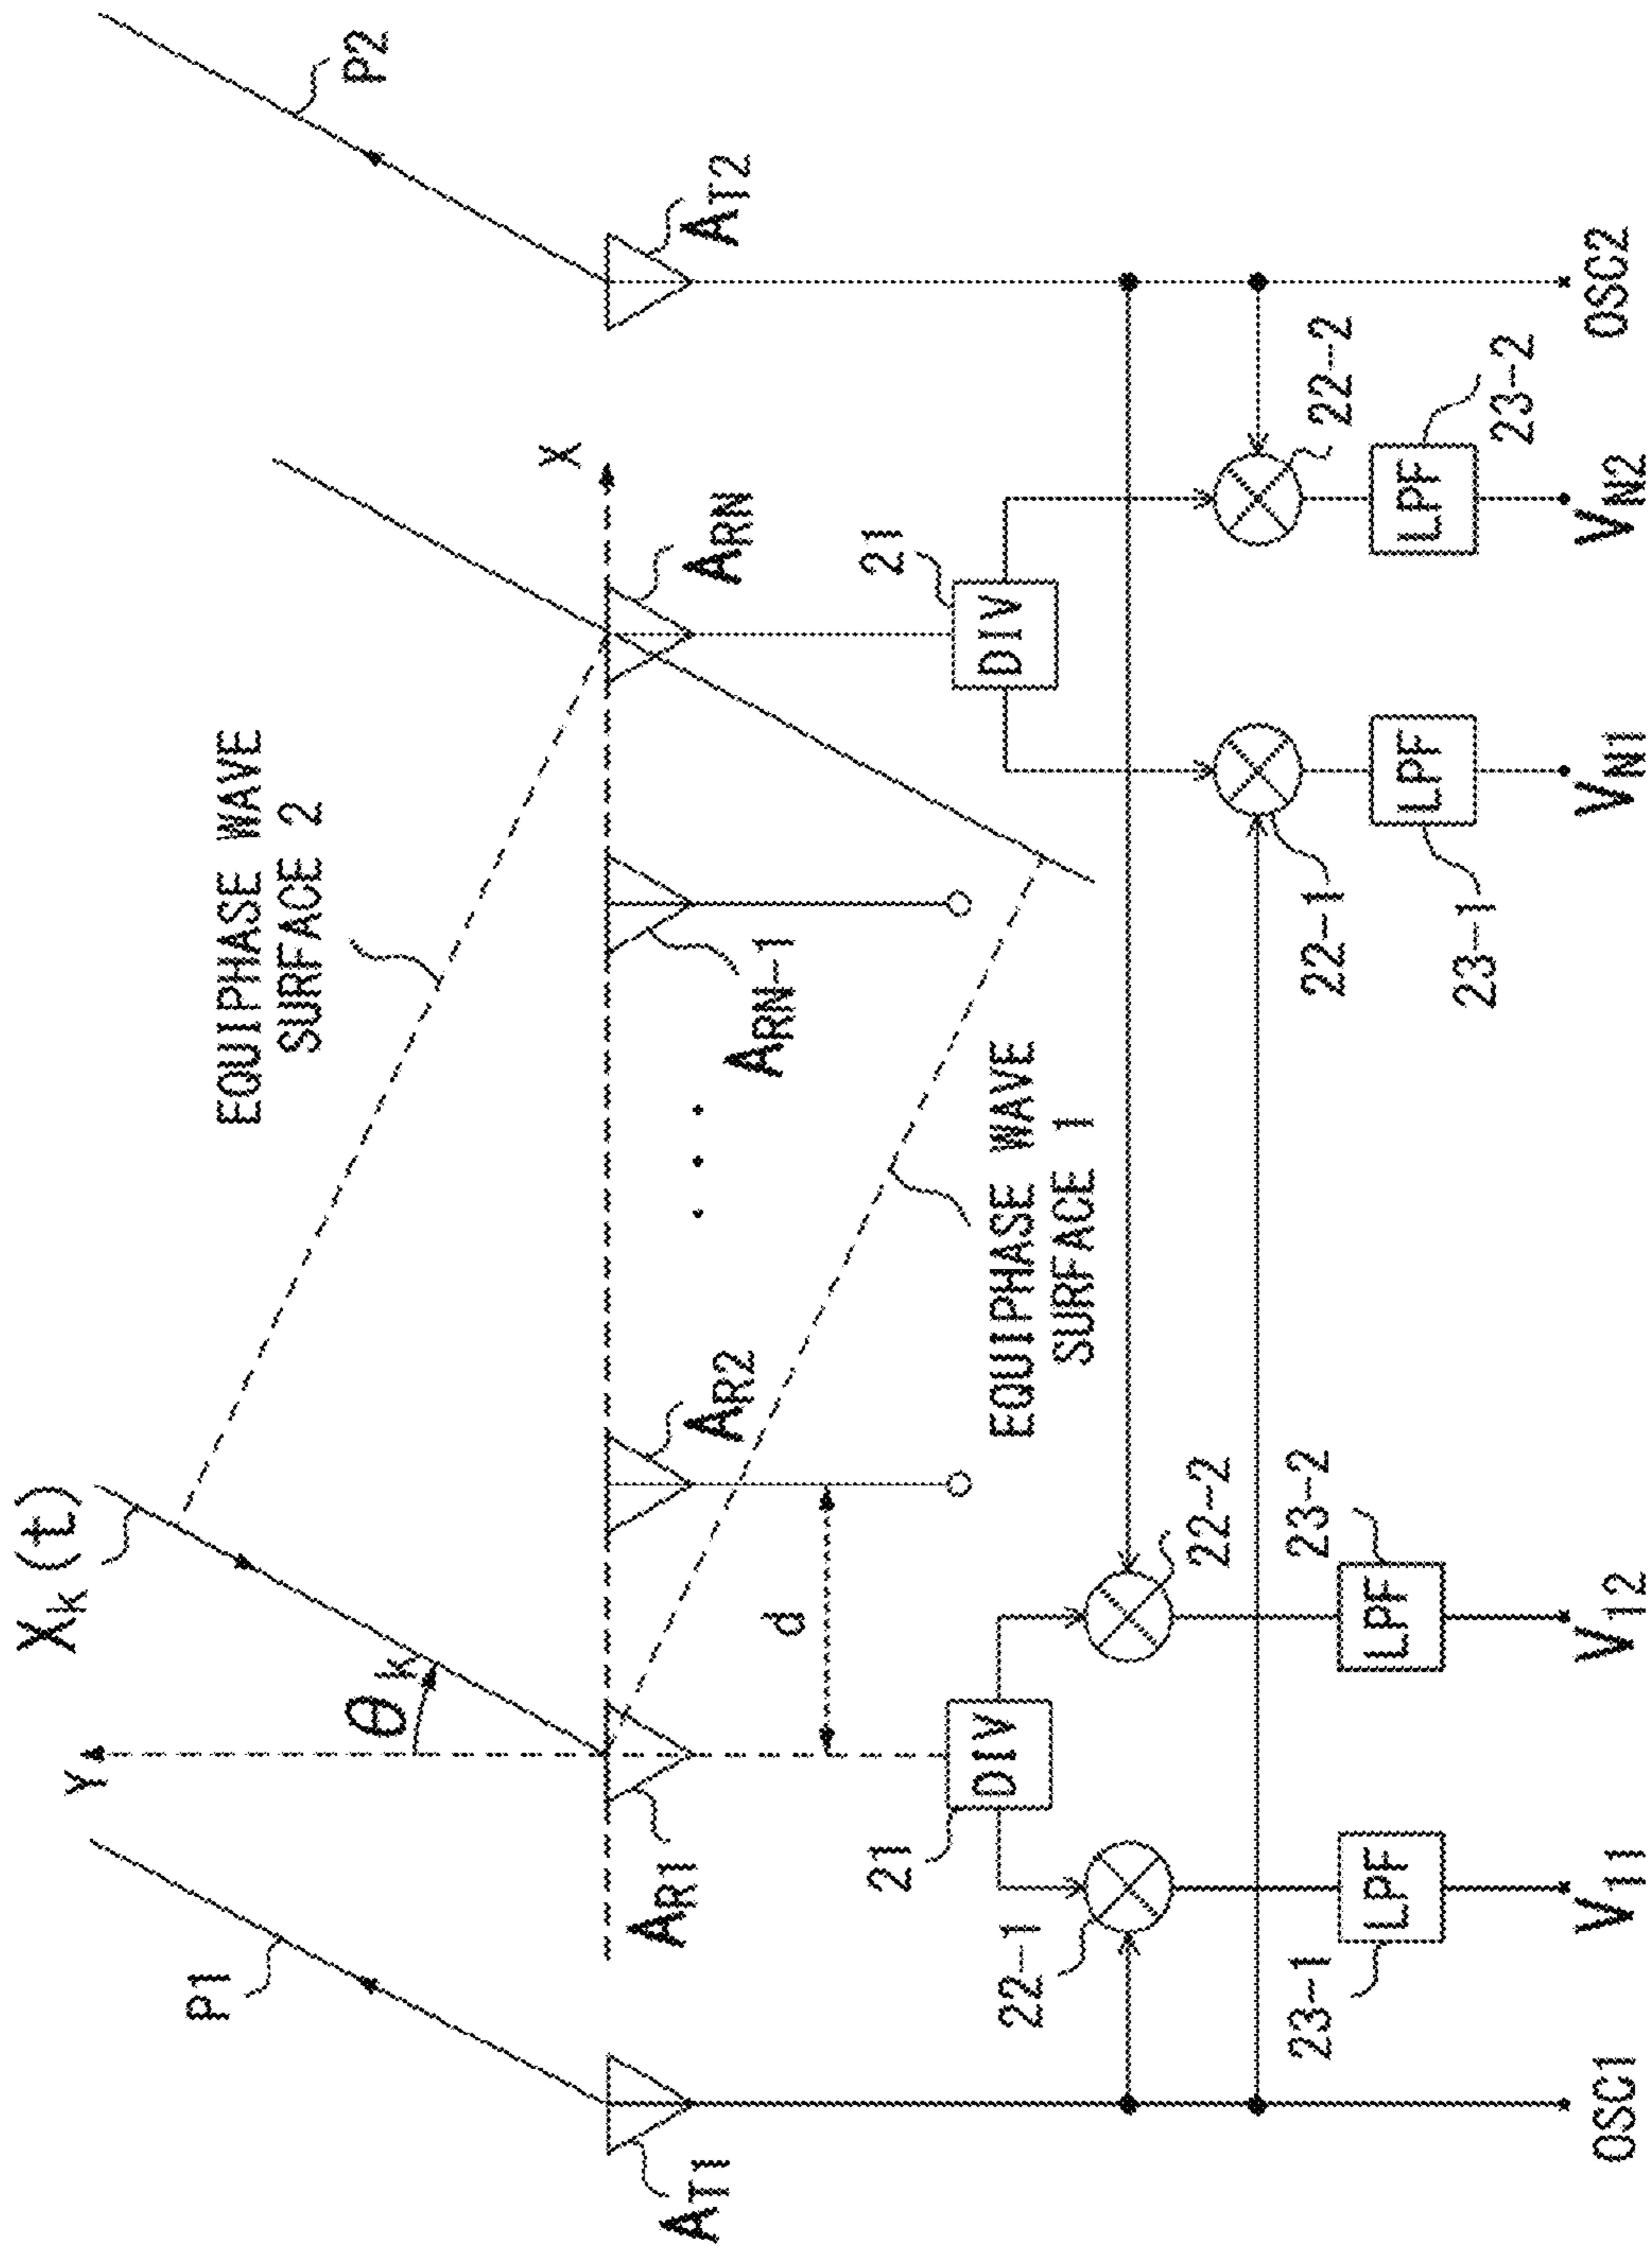 P1
Y
Xk(t)
θk
EQUIPHASE WAVE
SURFACE 2
X
P2
AT1
AR1
AR2
d
. . .
ARN-1
ARN
AT2
EQUIPHASE WAVE
SURFACE 1
21
DIV
21
DIV
22-1
22-2
22-1
22-2
23-1
LPF
23-2
LPF
23-1
LPF
23-2
LPF
OSC1
V11
V12
VN1
VN2
OSC2